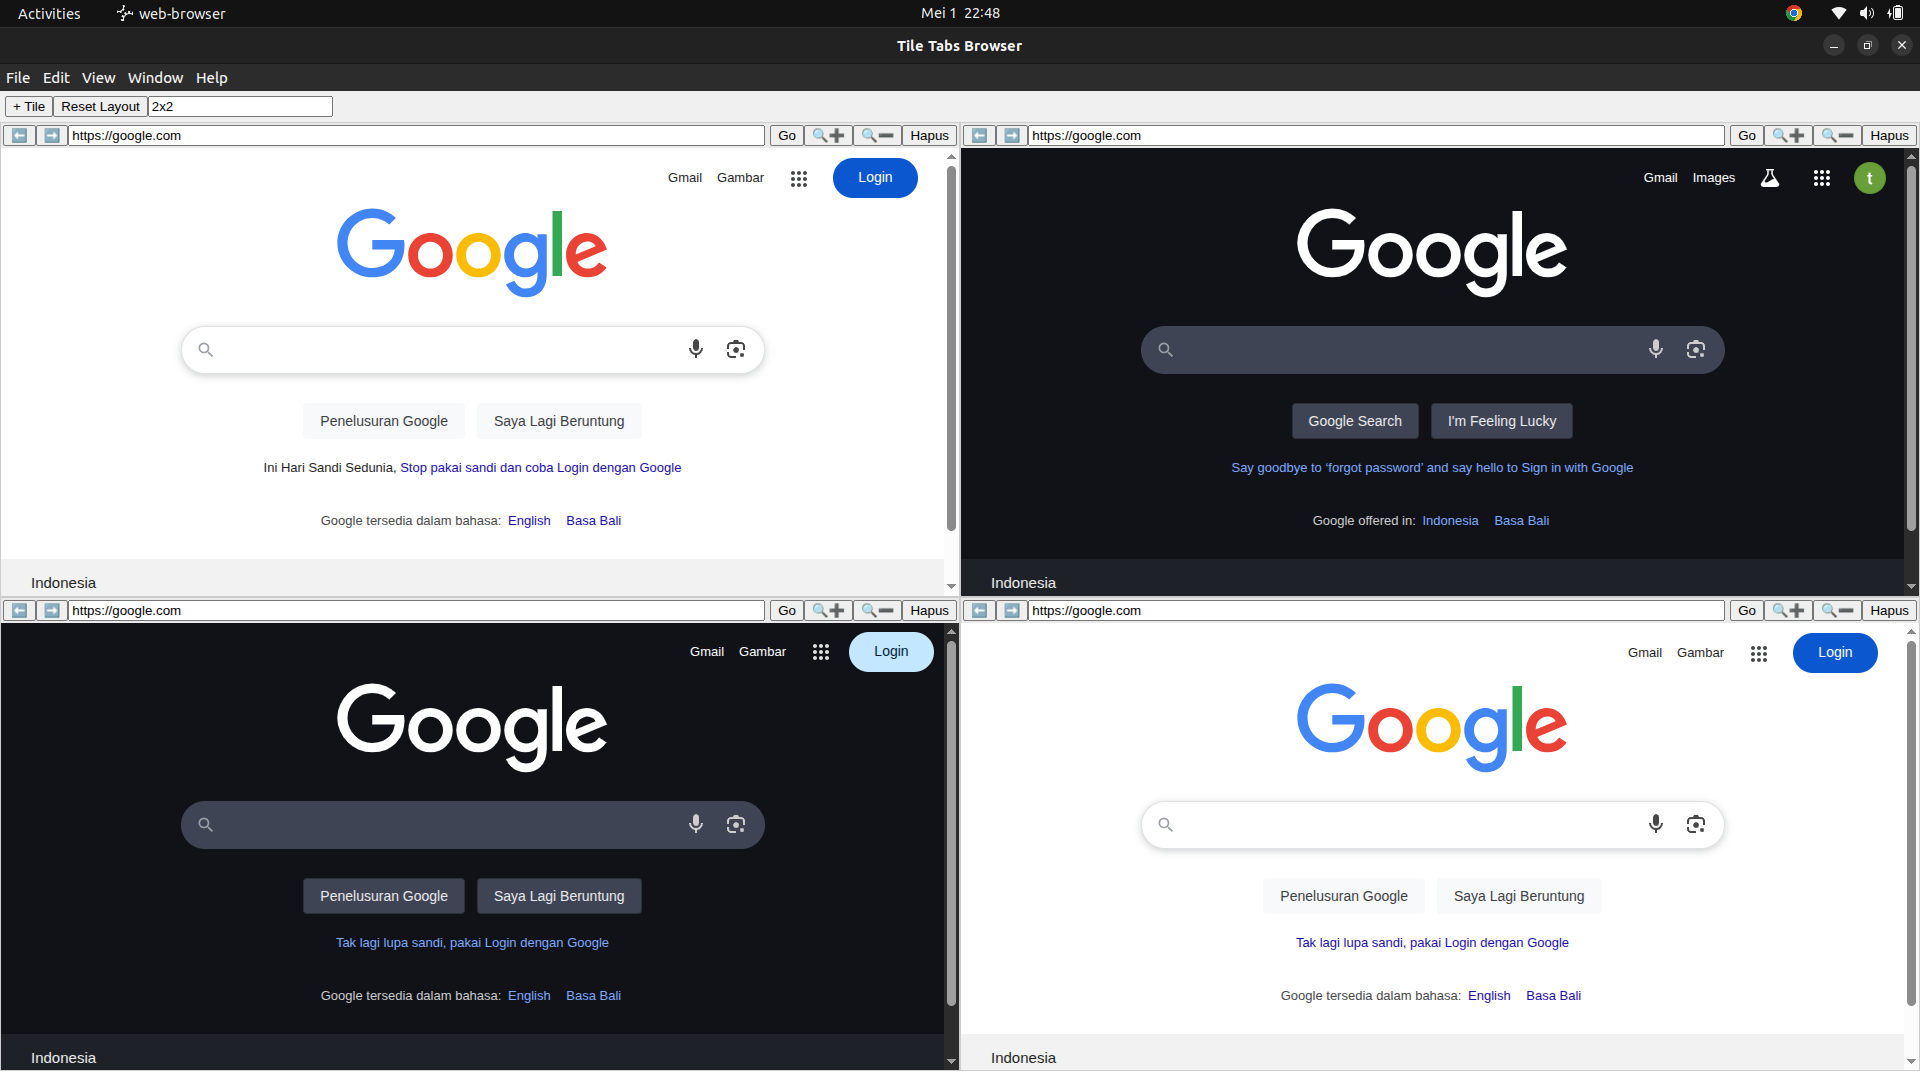 Activities web-browser Mei 1 22:48
Tile Tabs Browser
File Edit View Window Help
+ Tile Reset Layout 2x2
https://google.com Go Hapus
Gmail Gambar Login
Google
Penelusuran Google Saya Lagi Beruntung
Ini Hari Sandi Sedunia, Stop pakai sandi dan coba Login dengan Google
Google tersedia dalam bahasa: English Basa Bali
Indonesia
https://google.com Go Hapus
Gmail Images t
Google
Google Search I'm Feeling Lucky
Say goodbye to ‘forgot password’ and say hello to Sign in with Google
Google offered in: Indonesia Basa Bali
Indonesia
https://google.com Go Hapus
Gmail Gambar Login
Google
Penelusuran Google Saya Lagi Beruntung
Tak lagi lupa sandi, pakai Login dengan Google
Google tersedia dalam bahasa: English Basa Bali
Indonesia
https://google.com Go Hapus
Gmail Gambar Login
Google
Penelusuran Google Saya Lagi Beruntung
Tak lagi lupa sandi, pakai Login dengan Google
Google tersedia dalam bahasa: English Basa Bali
Indonesia